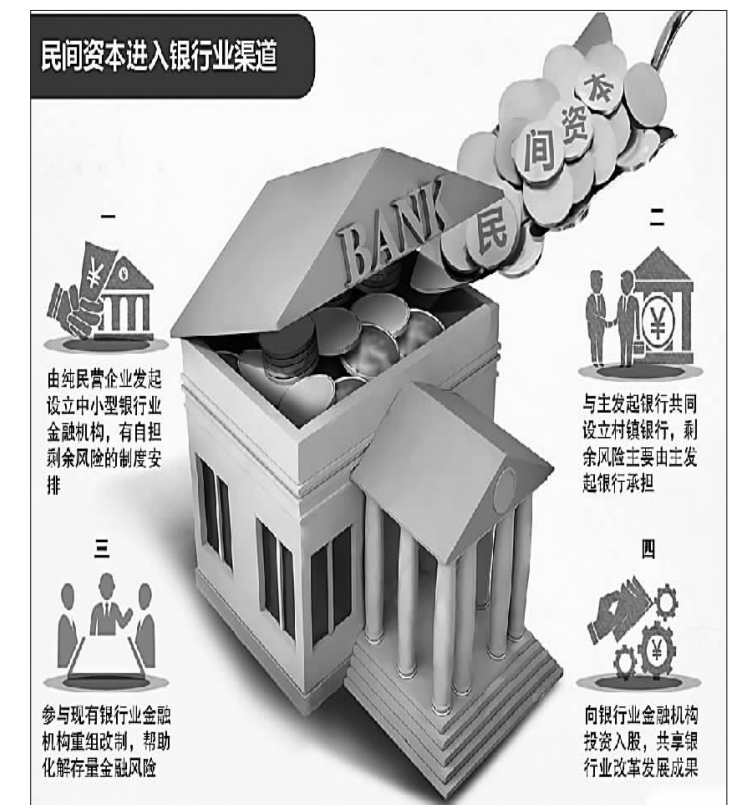 民间资本进入银行业渠道
民间资本
BANK
一
¥
由纯民营企业发起
设立中小型银行业
金融机构，有自担
剩余风险的制度安
排
二
¥
与主发起银行共同
设立村镇银行，剩
余风险主要由主发
起银行承担
三
参与现有银行业金融
机构重组改制，帮助
化解存量金融风险
四
¥
向银行业金融机构
投资入股，共享银
行业改革发展成果